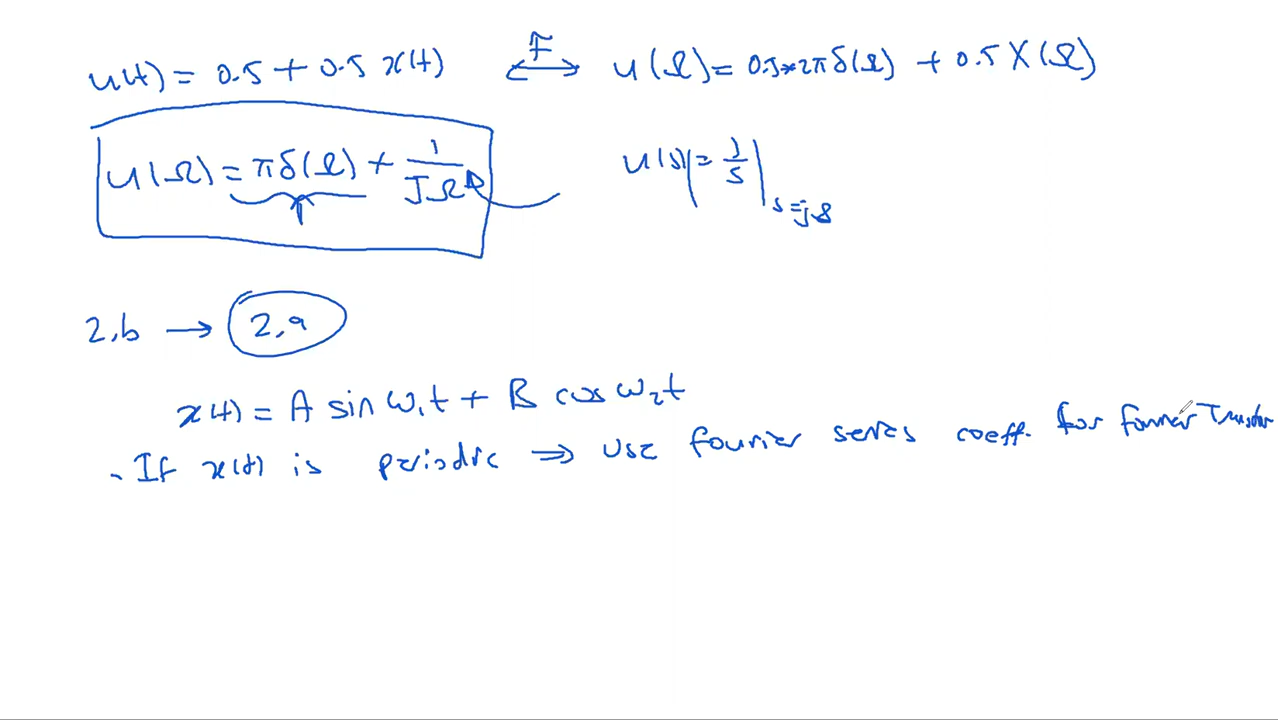 u(t) = 0.5 + 0.5 x(t) F ⟷ u(Ω) = 0.5*2πδ(Ω) + 0.5 X(Ω)
u(Ω) = πδ(Ω) + 1/JΩ
u(s)| = 1/s | s=jΩ
2,b → 2,a
x(t) = A sin ω₁t + B cos ω₂t
- If x(t) is periodic ⇒ use fourier series coeff. for fourier Transfor